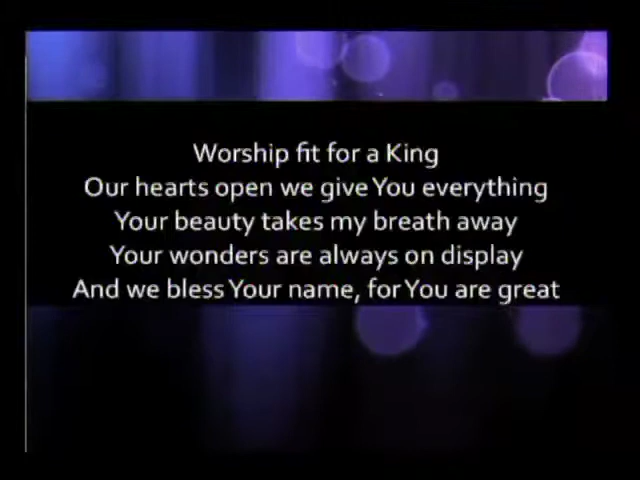 Worship fit for a King
Our hearts open we give You everything
Your beauty takes my breath away
Your wonders are always on display
And we bless Your name, for You are great